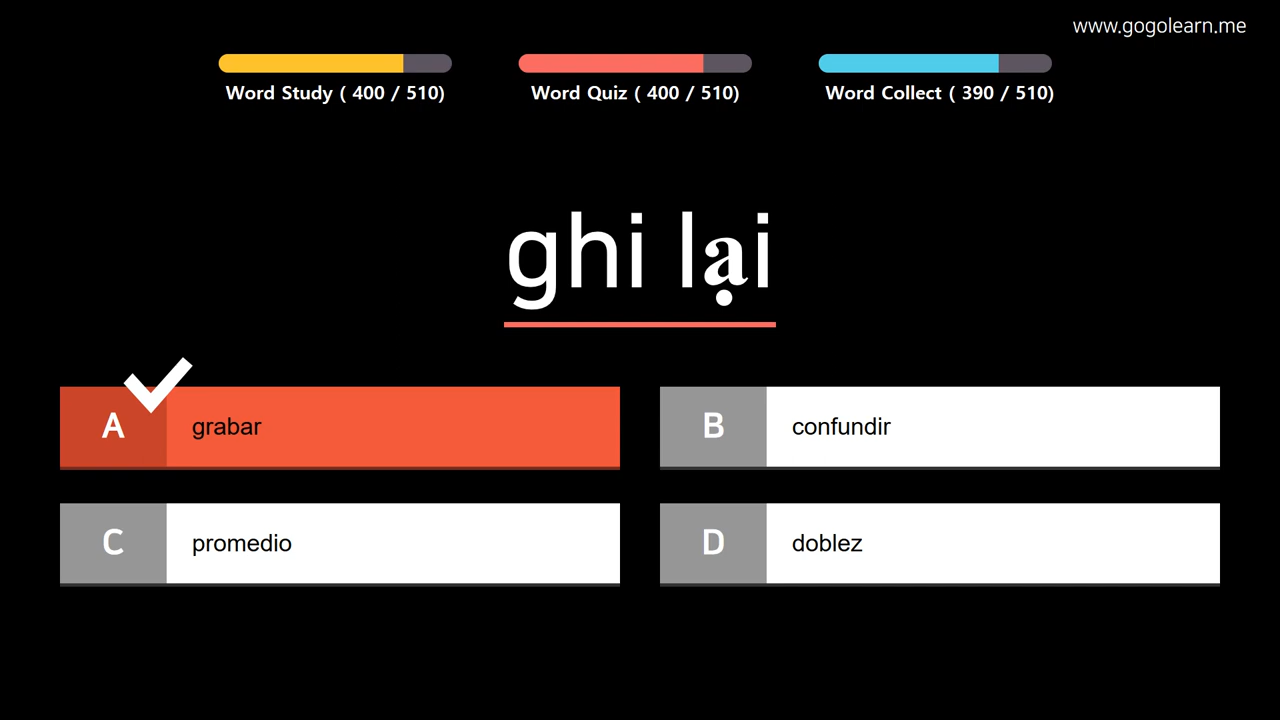 www.gogolearn.me
Word Study ( 400 / 510)
Word Quiz ( 400 / 510)
Word Collect ( 390 / 510)
ghi lại
A grabar
B confundir
C promedio
D doblez